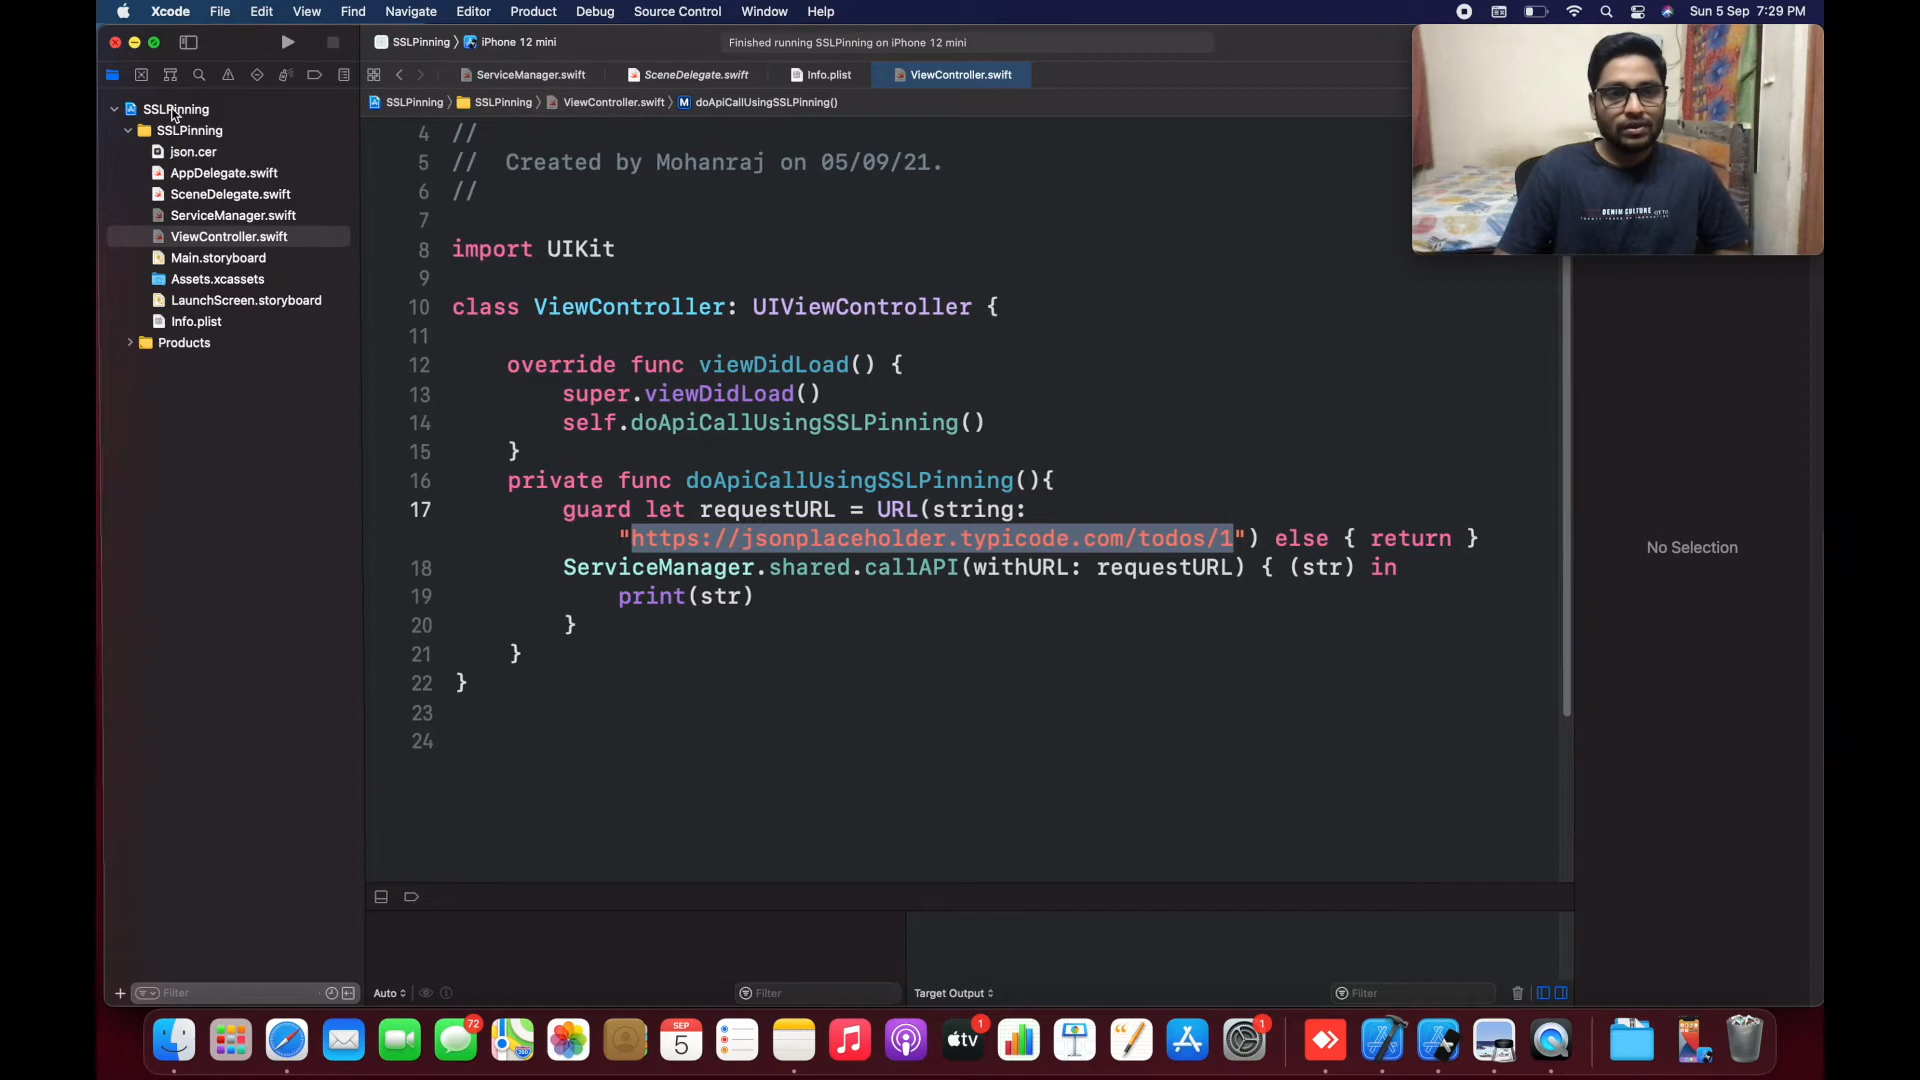 Xcode File Edit View Find Navigate Editor Product Debug Source Control Window Help
Sun 5 Sep 7:29 PM
SSLPinning iPhone 12 mini
Finished running SSLPinning on iPhone 12 mini
ServiceManager.swift SceneDelegate.swift Info.plist ViewController.swift
SSLPinning SSLPinning ViewController.swift M doApiCallUsingSSLPinning()
SSLPinning
SSLPinning
json.cer
AppDelegate.swift
SceneDelegate.swift
ServiceManager.swift
ViewController.swift
Main.storyboard
Assets.xcassets
LaunchScreen.storyboard
Info.plist
Products
4 //
5 // Created by Mohanraj on 05/09/21.
6 //
7
8 import UIKit
9
10 class ViewController: UIViewController {
11
12 override func viewDidLoad() {
13 super.viewDidLoad()
14 self.doApiCallUsingSSLPinning()
15 }
16 private func doApiCallUsingSSLPinning(){
17 guard let requestURL = URL(string:
"https://jsonplaceholder.typicode.com/todos/1") else { return }
18 ServiceManager.shared.callAPI(withURL: requestURL) { (str) in
19 print(str)
20 }
21 }
22 }
23
24
DENIM CULTURE
No Selection
Filter
Auto
Filter
Target Output
Filter
72
SEP
5
tv
1
1